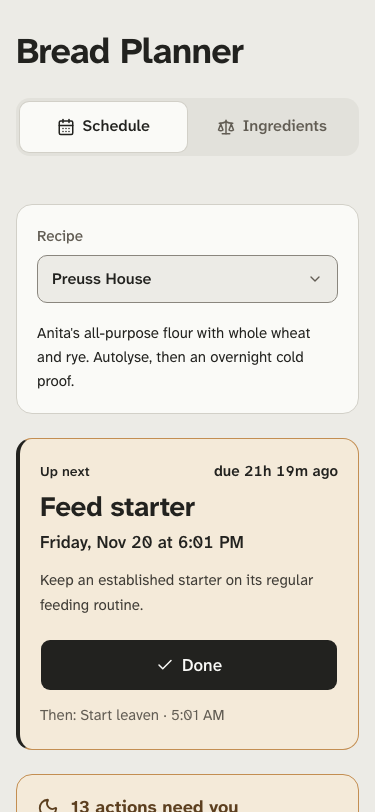 Bread Planner
Schedule
Ingredients
Recipe
Preuss House
Anita's all-purpose flour with whole wheat
and rye. Autolyse, then an overnight cold
proof.
Up next
due 21h 19m ago
Feed starter
Friday, Nov 20 at 6:01 PM
Keep an established starter on its regular
feeding routine.
Done
Then: Start leaven · 5:01 AM
13 actions need you